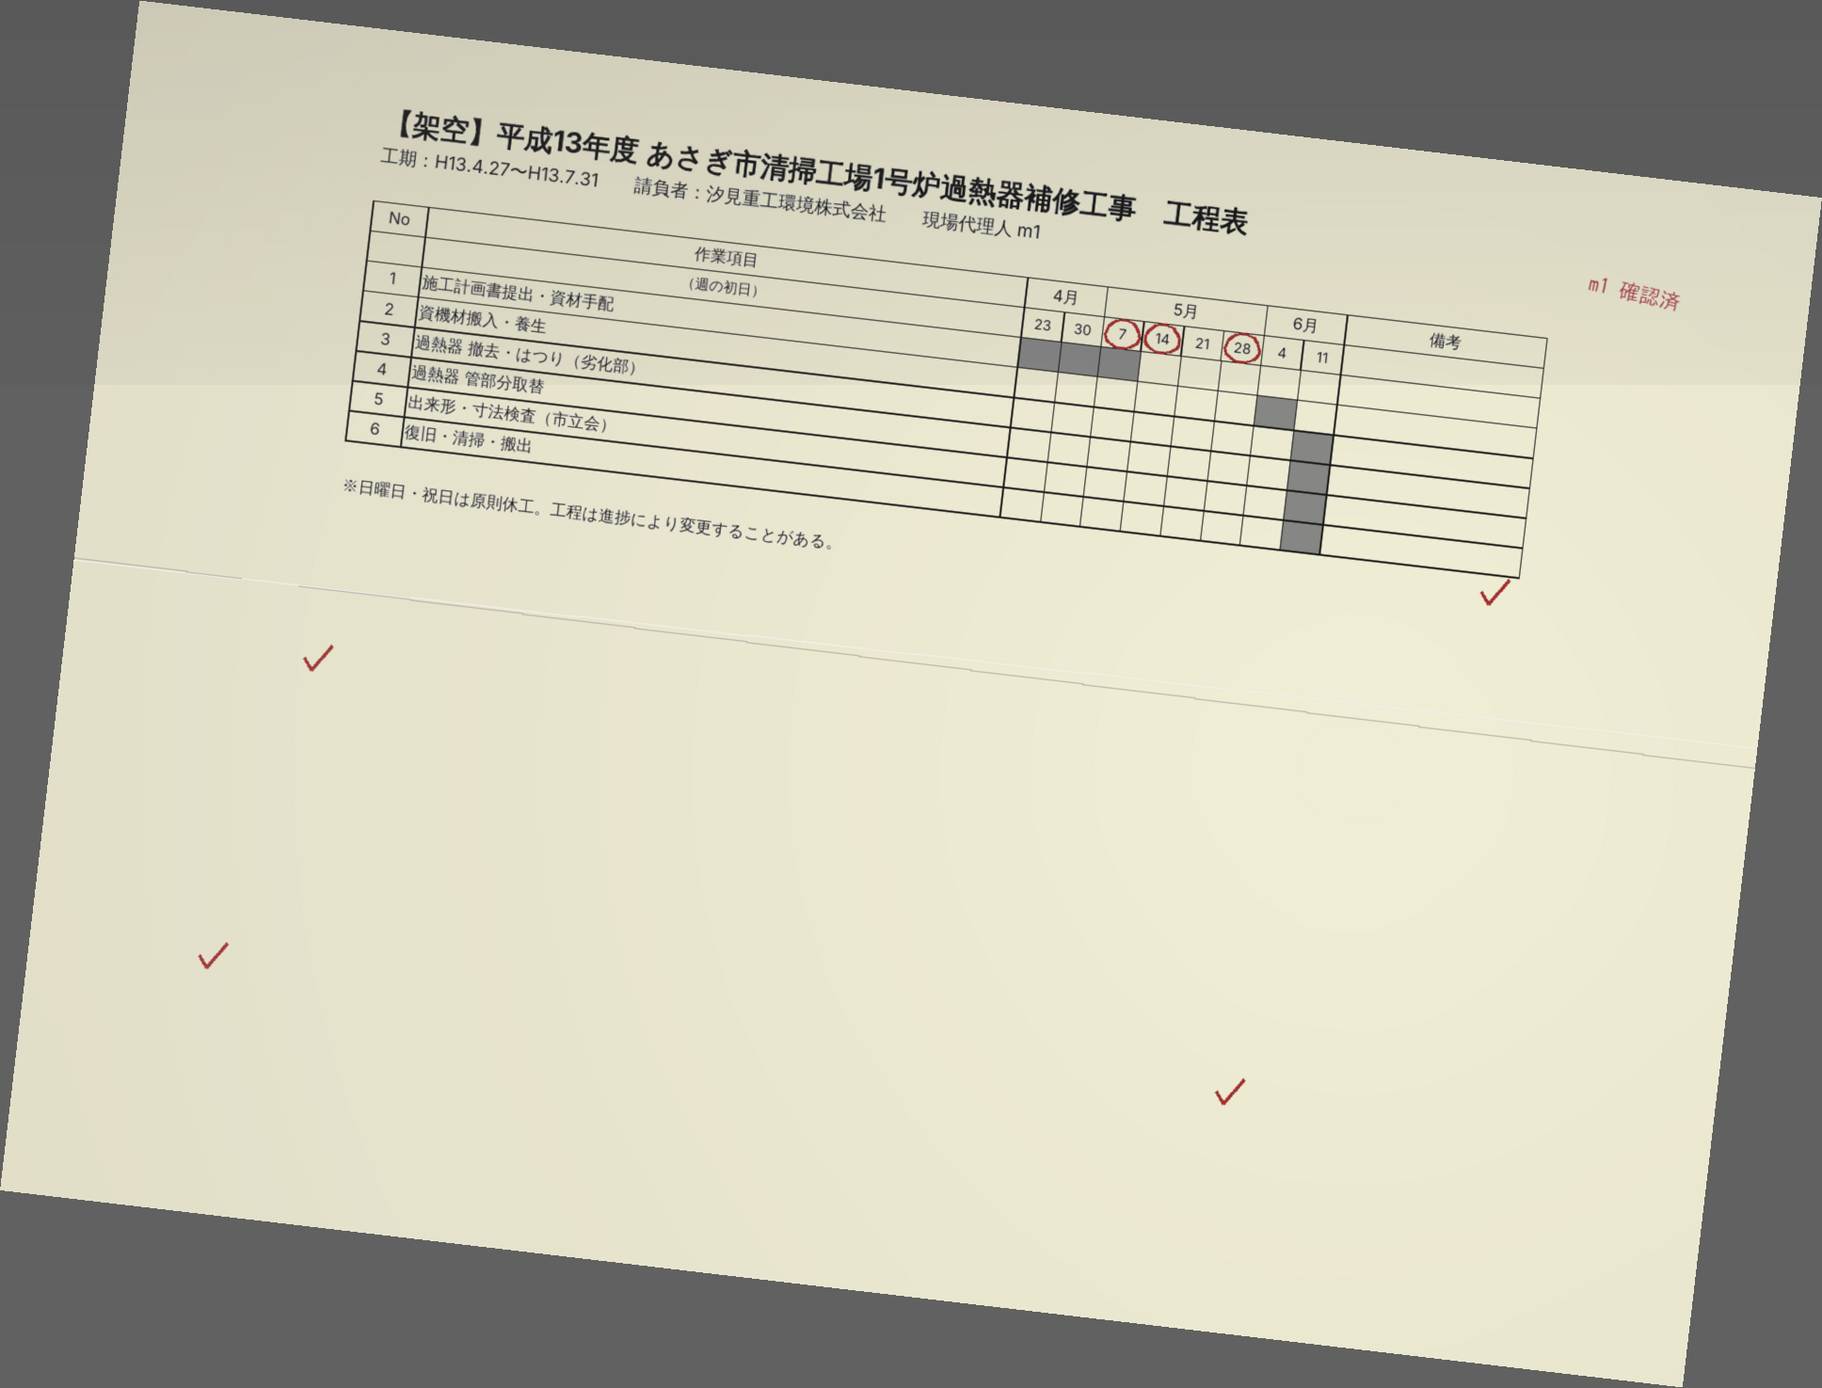 【架空】平成13年度 あさぎ市清掃工場1号炉過熱器補修工事　工程表
工期：H13.4.27〜H13.7.31　　請負者：汐見重工環境株式会社　　現場代理人 m1
m1 確認済
No 作業項目 4月 5月 6月 備考
（週の初日） 23 30 7 14 21 28 4 11
1 施工計画書提出・資材手配
2 資機材搬入・養生
3 過熱器 撤去・はつり（劣化部）
4 過熱器 管部分取替
5 出来形・寸法検査（市立会）
6 復旧・清掃・搬出
※日曜日・祝日は原則休工。工程は進捗により変更することがある。